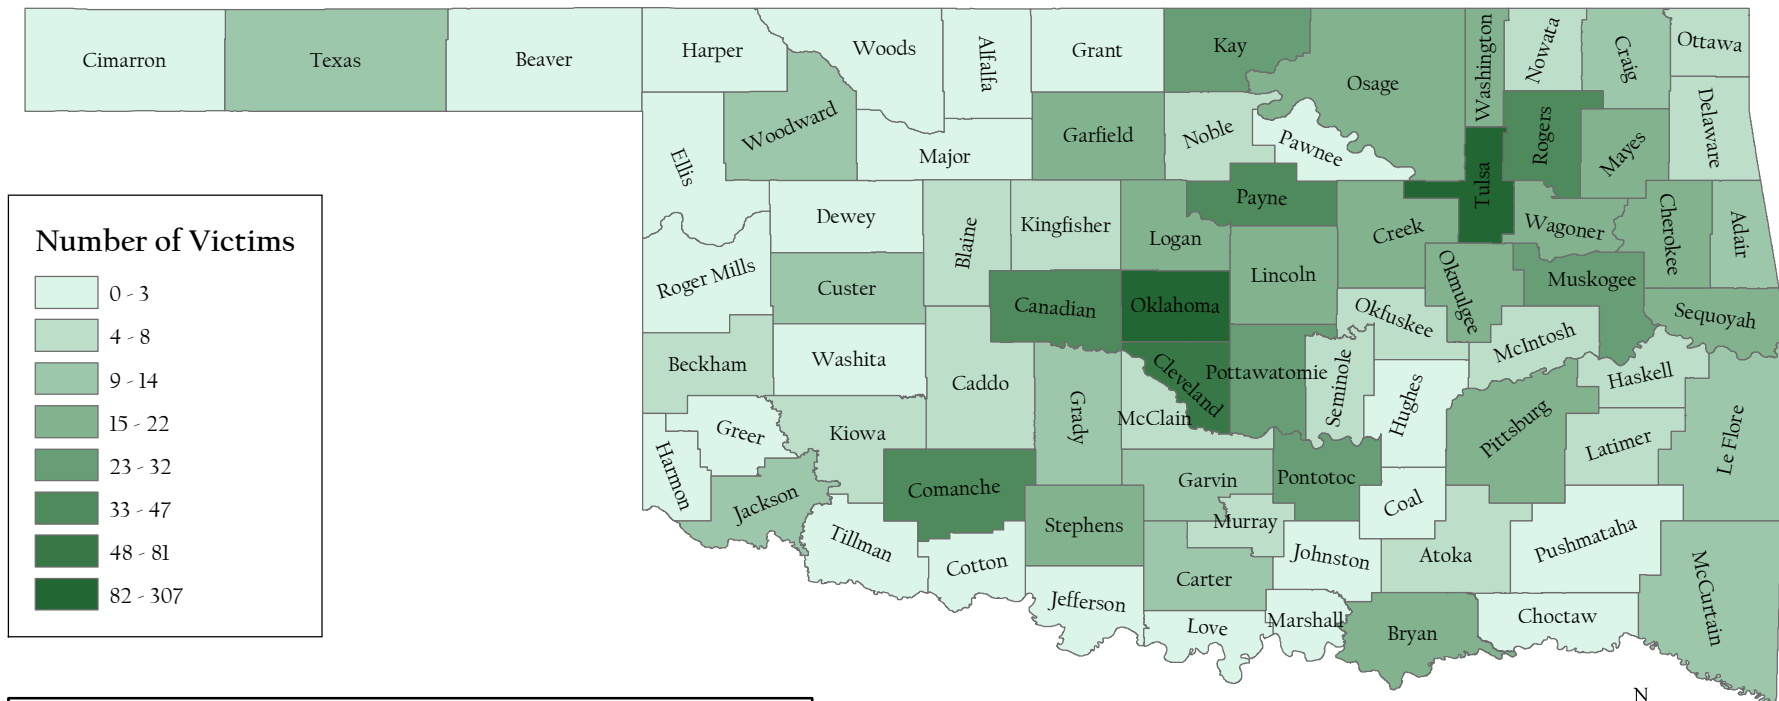 Cimarron
Texas
Beaver
Harper
Woods
Alfalfa
Grant
Kay
Osage
Washington
Nowata
Craig
Ottawa
Delaware
Woodward
Ellis
Major
Garfield
Noble
Pawnee
Rogers
Mayes
Tulsa
Payne
Dewey
Blaine
Kingfisher
Logan
Creek
Wagoner
Cherokee
Adair
Number of Victims
0 - 3
4 - 8
9 - 14
15 - 22
23 - 32
33 - 47
48 - 81
82 - 307
Roger Mills
Custer
Canadian
Oklahoma
Lincoln
Okmulgee
Muskogee
Sequoyah
Okfuskee
McIntosh
Beckham
Washita
Caddo
Grady
Cleveland
Pottawatomie
Seminole
Hughes
Haskell
McClain
Pittsburg
Latimer
Le Flore
Greer
Kiowa
Harmon
Jackson
Comanche
Garvin
Pontotoc
Coal
Murray
Stephens
Tillman
Cotton
Johnston
Atoka
Pushmataha
McCurtain
Carter
Jefferson
Love
Marshall
Bryan
Choctaw
N